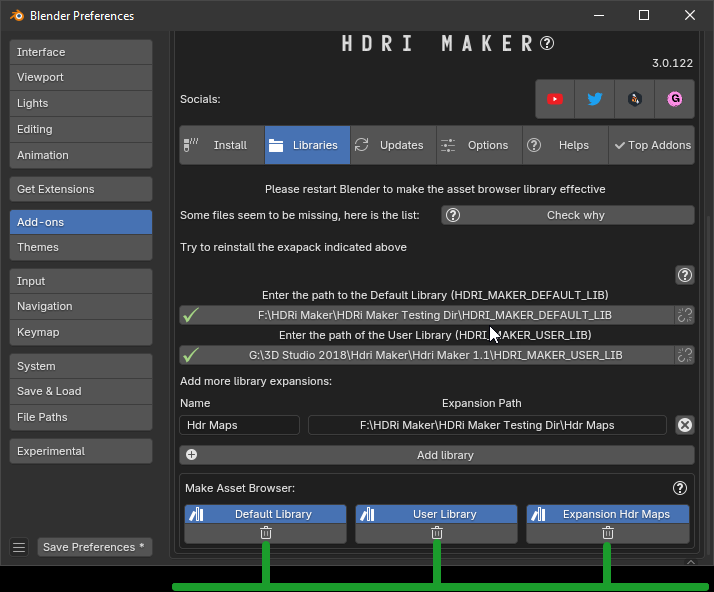 Blender Preferences
HDRI MAKER
3.0.122
Interface
Viewport
Lights
Editing
Animation
Get Extensions
Add-ons
Themes
Input
Navigation
Keymap
System
Save & Load
File Paths
Experimental
Save Preferences *
Socials:
Install
Libraries
Updates
Options
Helps
Top Addons
Please restart Blender to make the asset browser library effective
Some files seem to be missing, here is the list:
Check why
Try to reinstall the exapack indicated above
Enter the path to the Default Library (HDRI_MAKER_DEFAULT_LIB)
F:\HDRi Maker\HDRi Maker Testing Dir\HDRI_MAKER_DEFAULT_LIB
Enter the path of the User Library (HDRI_MAKER_USER_LIB)
G:\3D Studio 2018\Hdri Maker\Hdri Maker 1.1\HDRI_MAKER_USER_LIB
Add more library expansions:
Name
Expansion Path
Hdr Maps
F:\HDRi Maker\HDRi Maker Testing Dir\Hdr Maps
Add library
Make Asset Browser:
Default Library
User Library
Expansion Hdr Maps